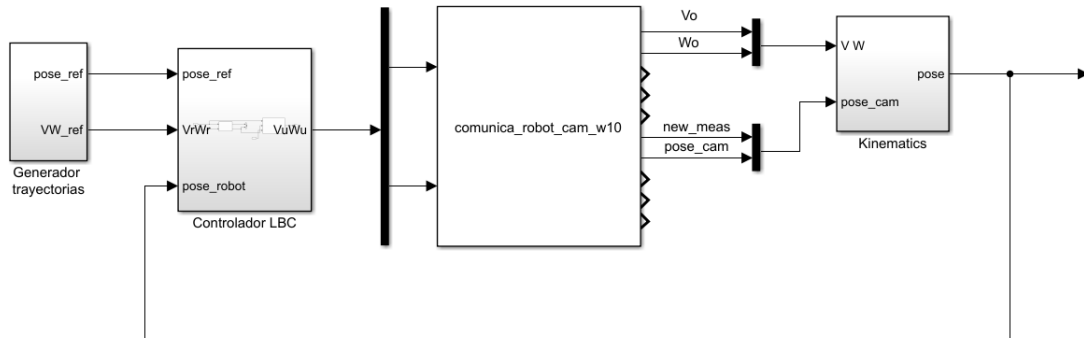 pose_ref
VW_ref
Generador
trayectorias
pose_ref
VrWr
VuWu
pose_robot
Controlador LBC
comunica_robot_cam_w10
Vo
Wo
new_meas
pose_cam
V W
pose
pose_cam
Kinematics